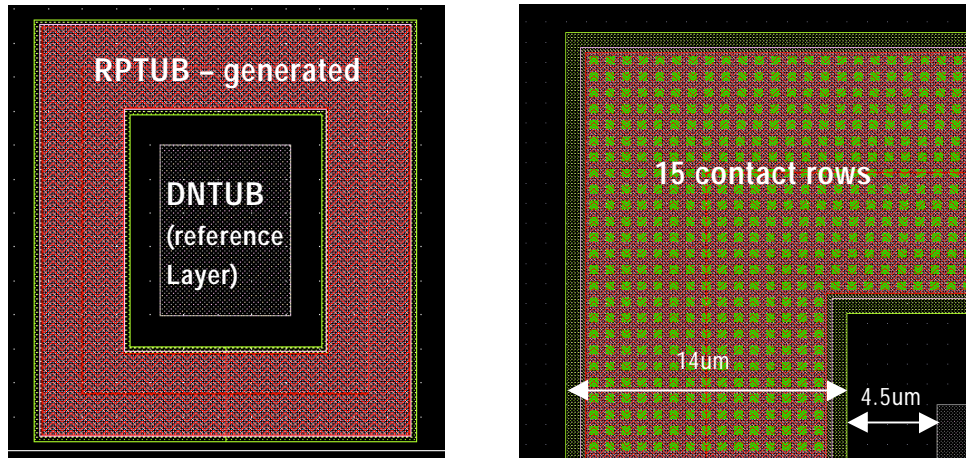 RPTUB – generated
DNTUB
(reference
Layer)
15 contact rows
14um
4.5um